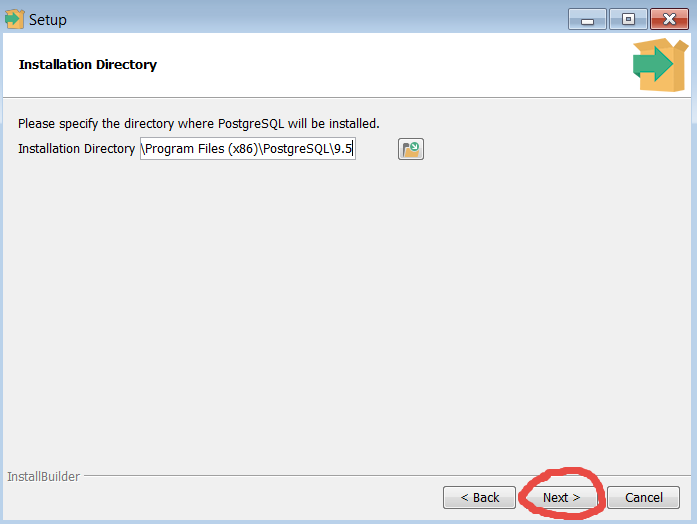 Setup
Installation Directory
Please specify the directory where PostgreSQL will be installed.
Installation Directory \Program Files (x86)\PostgreSQL\9.5
InstallBuilder
< Back Next > Cancel